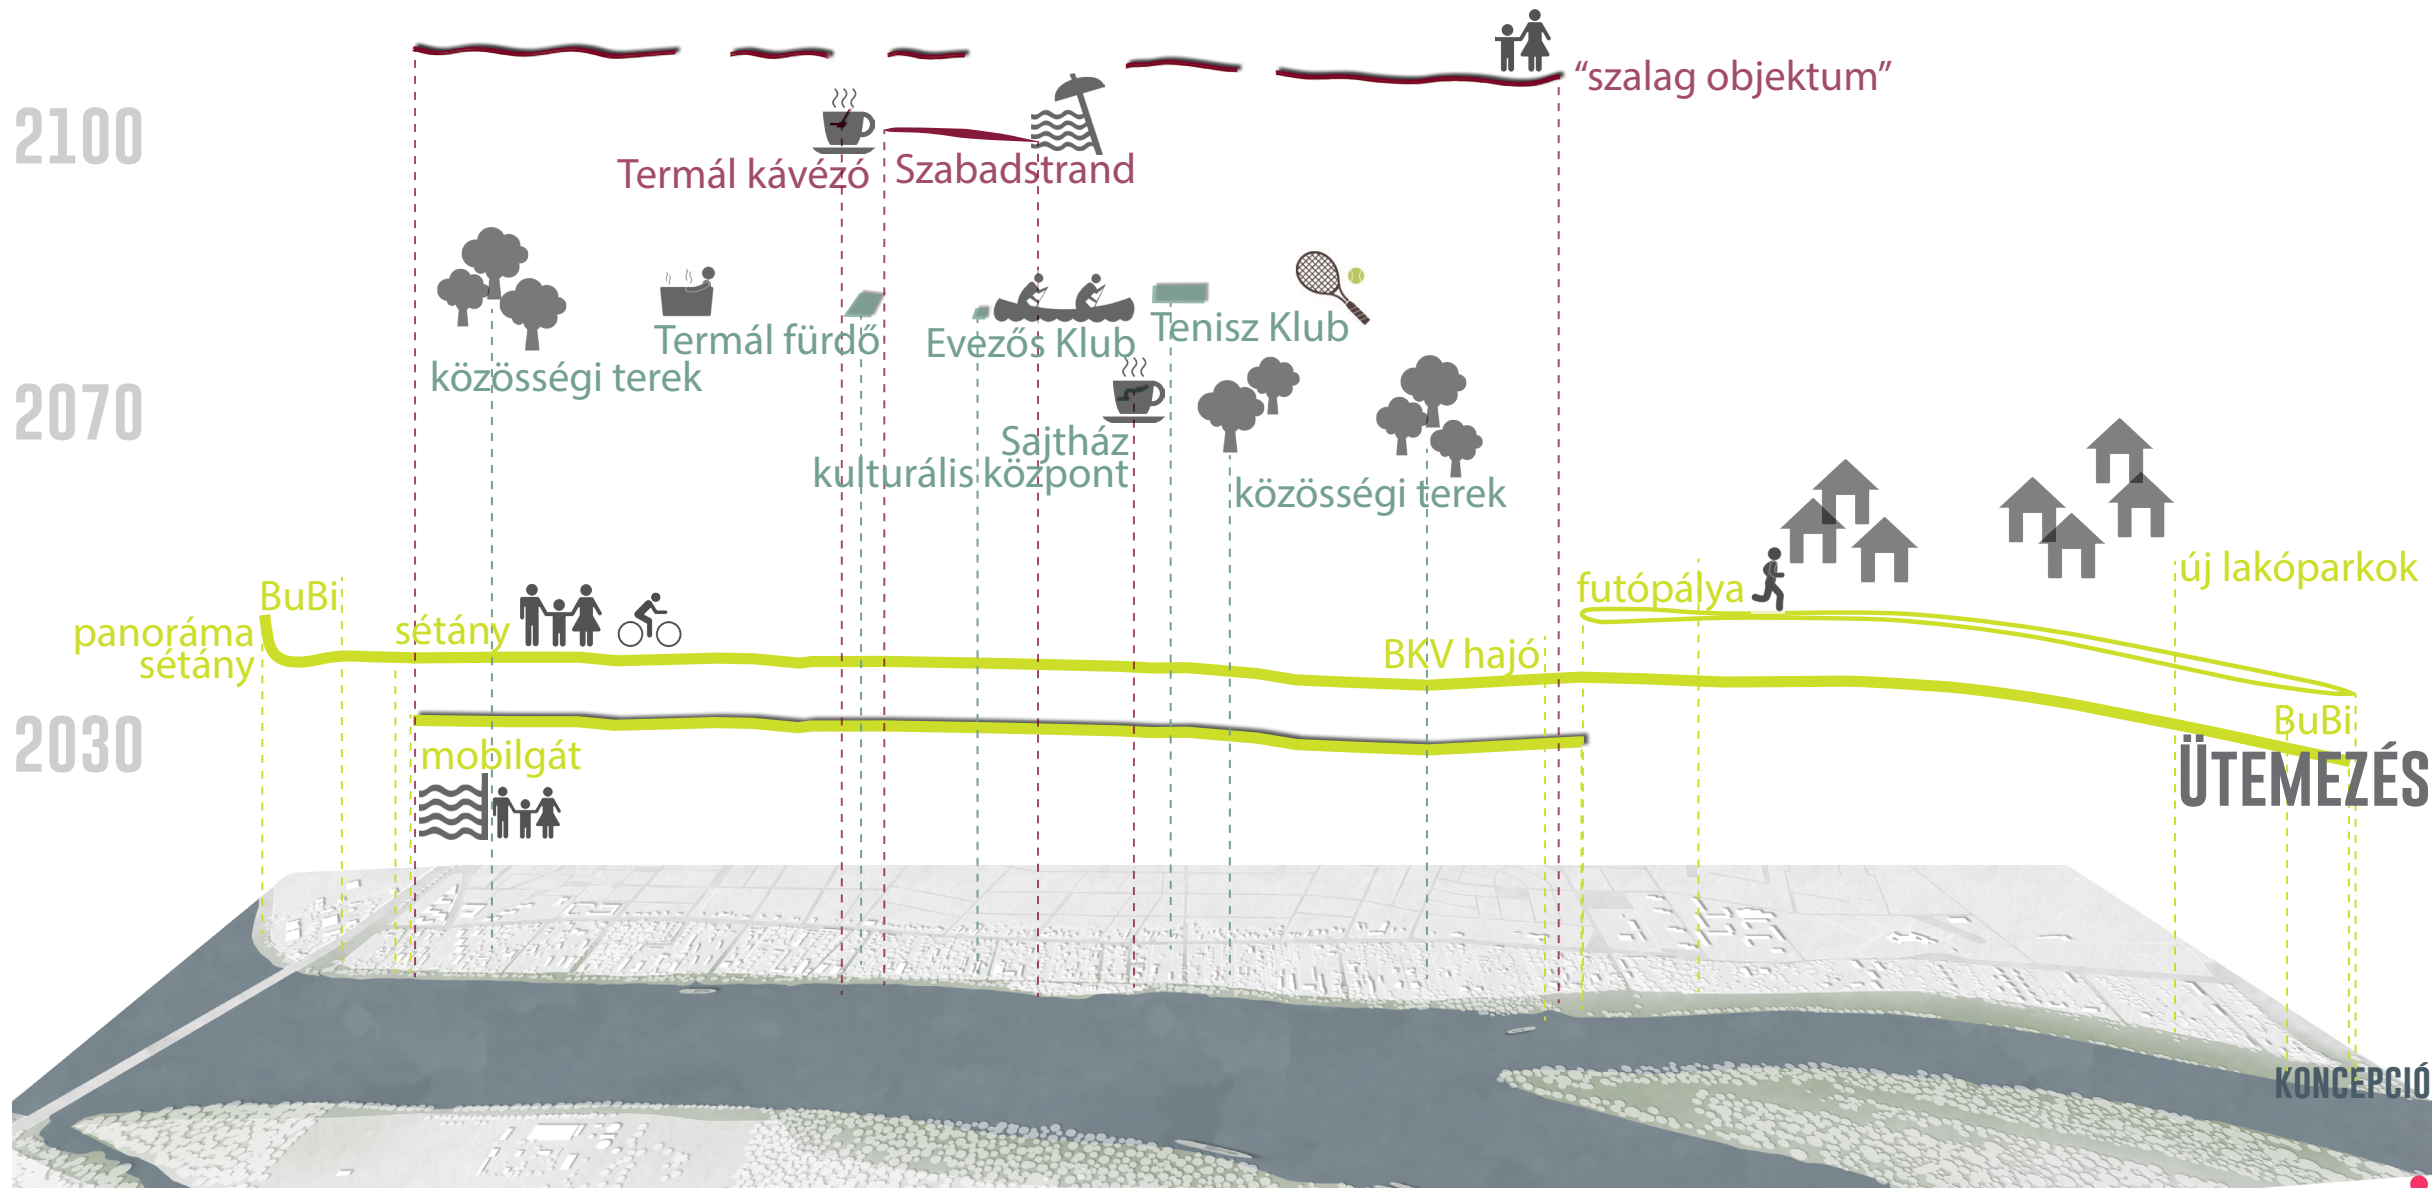 “szalag objektum”
2100
Termál kávézó
Szabadstrand
közösségi terek
Termál fürdő
Evezős Klub
Tenisz Klub
2070
Sajtház
kulturális központ
közösségi terek
BuBi
panoráma
sétány
sétány
BKV hajó
futópálya
új lakóparkok
2030
mobilgát
BuBi
ÜTEMEZÉS
KONCEPCIÓ